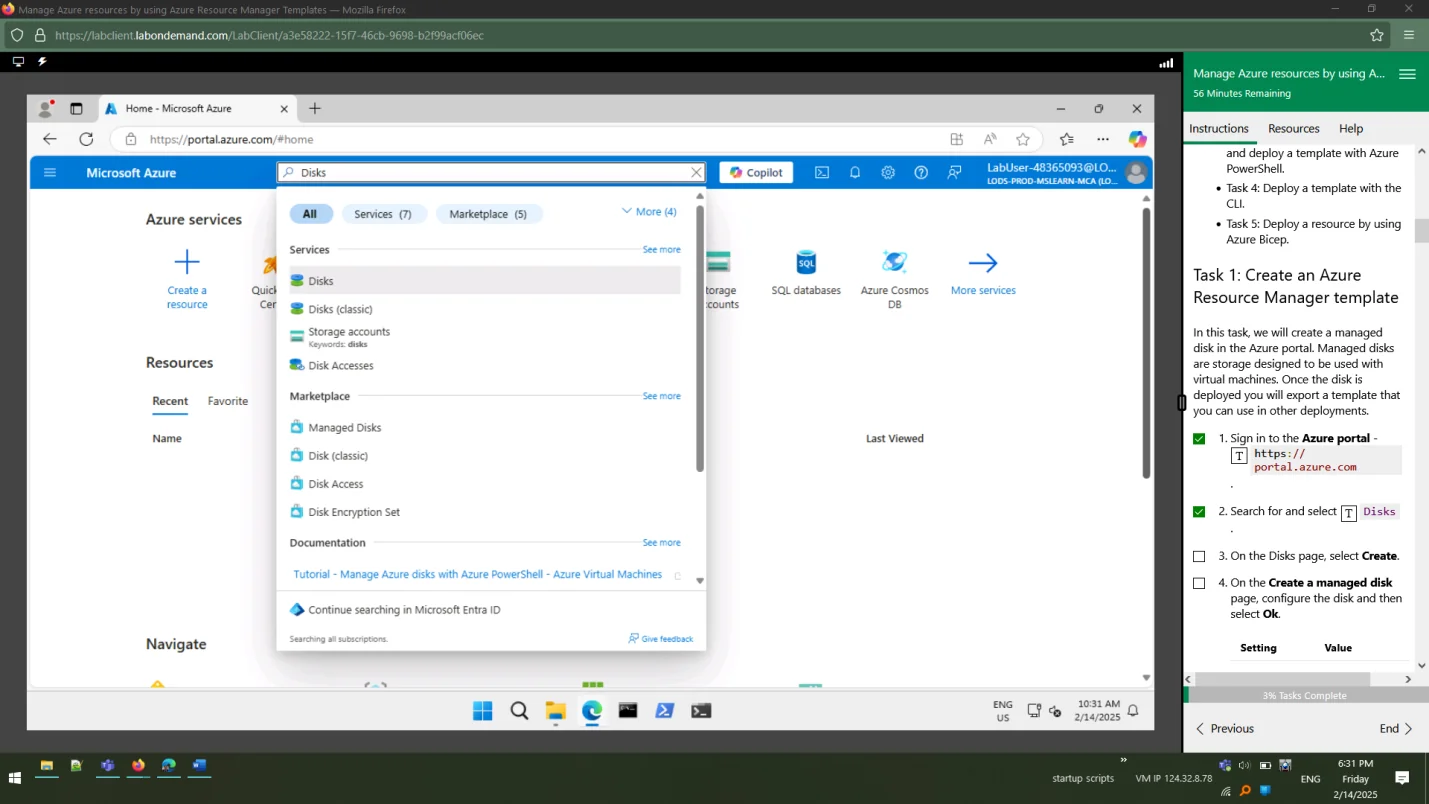 Manage Azure resources by using Azure Resource Manager Templates — Mozilla Firefox
https://labclient.labondemand.com/LabClient/a3e58222-15f7-46cb-9698-b2f99acf06ec
Home - Microsoft Azure
https://portal.azure.com/#home
Microsoft Azure
Disks
Copilot
LabUser-48365093@LO...
LODS-PROD-MSLEARN-MCA (LO...
Azure services
Create a
resource
Quick
Cen
torage
counts
SQL
SQL databases
Azure Cosmos
DB
More services
Resources
Recent
Favorite
Name
Last Viewed
Navigate
All
Services (7)
Marketplace (5)
More (4)
Services
See more
Disks
Disks (classic)
Storage accounts
Keywords: disks
Disk Accesses
Marketplace
See more
Managed Disks
Disk (classic)
Disk Access
Disk Encryption Set
Documentation
See more
Tutorial - Manage Azure disks with Azure PowerShell - Azure Virtual Machines
Continue searching in Microsoft Entra ID
Searching all subscriptions.
Give feedback
ENG
US
10:31 AM
2/14/2025
Manage Azure resources by using A...
56 Minutes Remaining
Instructions
Resources
Help
and deploy a template with Azure
PowerShell.
• Task 4: Deploy a template with the
CLI.
• Task 5: Deploy a resource by using
Azure Bicep.
Task 1: Create an Azure
Resource Manager template
In this task, we will create a managed
disk in the Azure portal. Managed disks
are storage designed to be used with
virtual machines. Once the disk is
deployed you will export a template that
you can use in other deployments.
1. Sign in to the Azure portal -
T https://
portal.azure.com
.
2. Search for and select T Disks
.
3. On the Disks page, select Create.
4. On the Create a managed disk
page, configure the disk and then
select Ok.
Setting
Value
3% Tasks Complete
Previous
End
startup scripts
»
VM IP 124.32.8.78
ENG
6:31 PM
Friday
2/14/2025